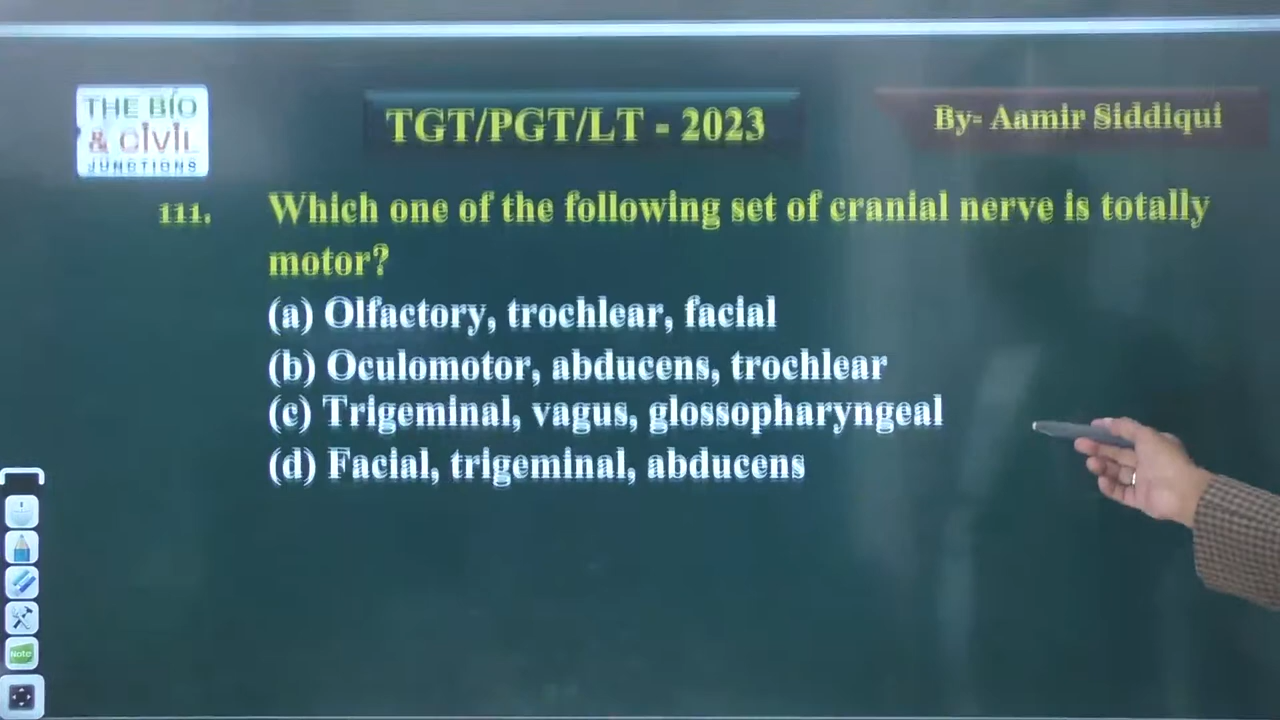 THE BIO
& CIVIL
JUNCTIONS
TGT/PGT/LT - 2023
By- Aamir Siddiqui
111. Which one of the following set of cranial nerve is totally
motor?
(a) Olfactory, trochlear, facial
(b) Oculomotor, abducens, trochlear
(c) Trigeminal, vagus, glossopharyngeal
(d) Facial, trigeminal, abducens
Note